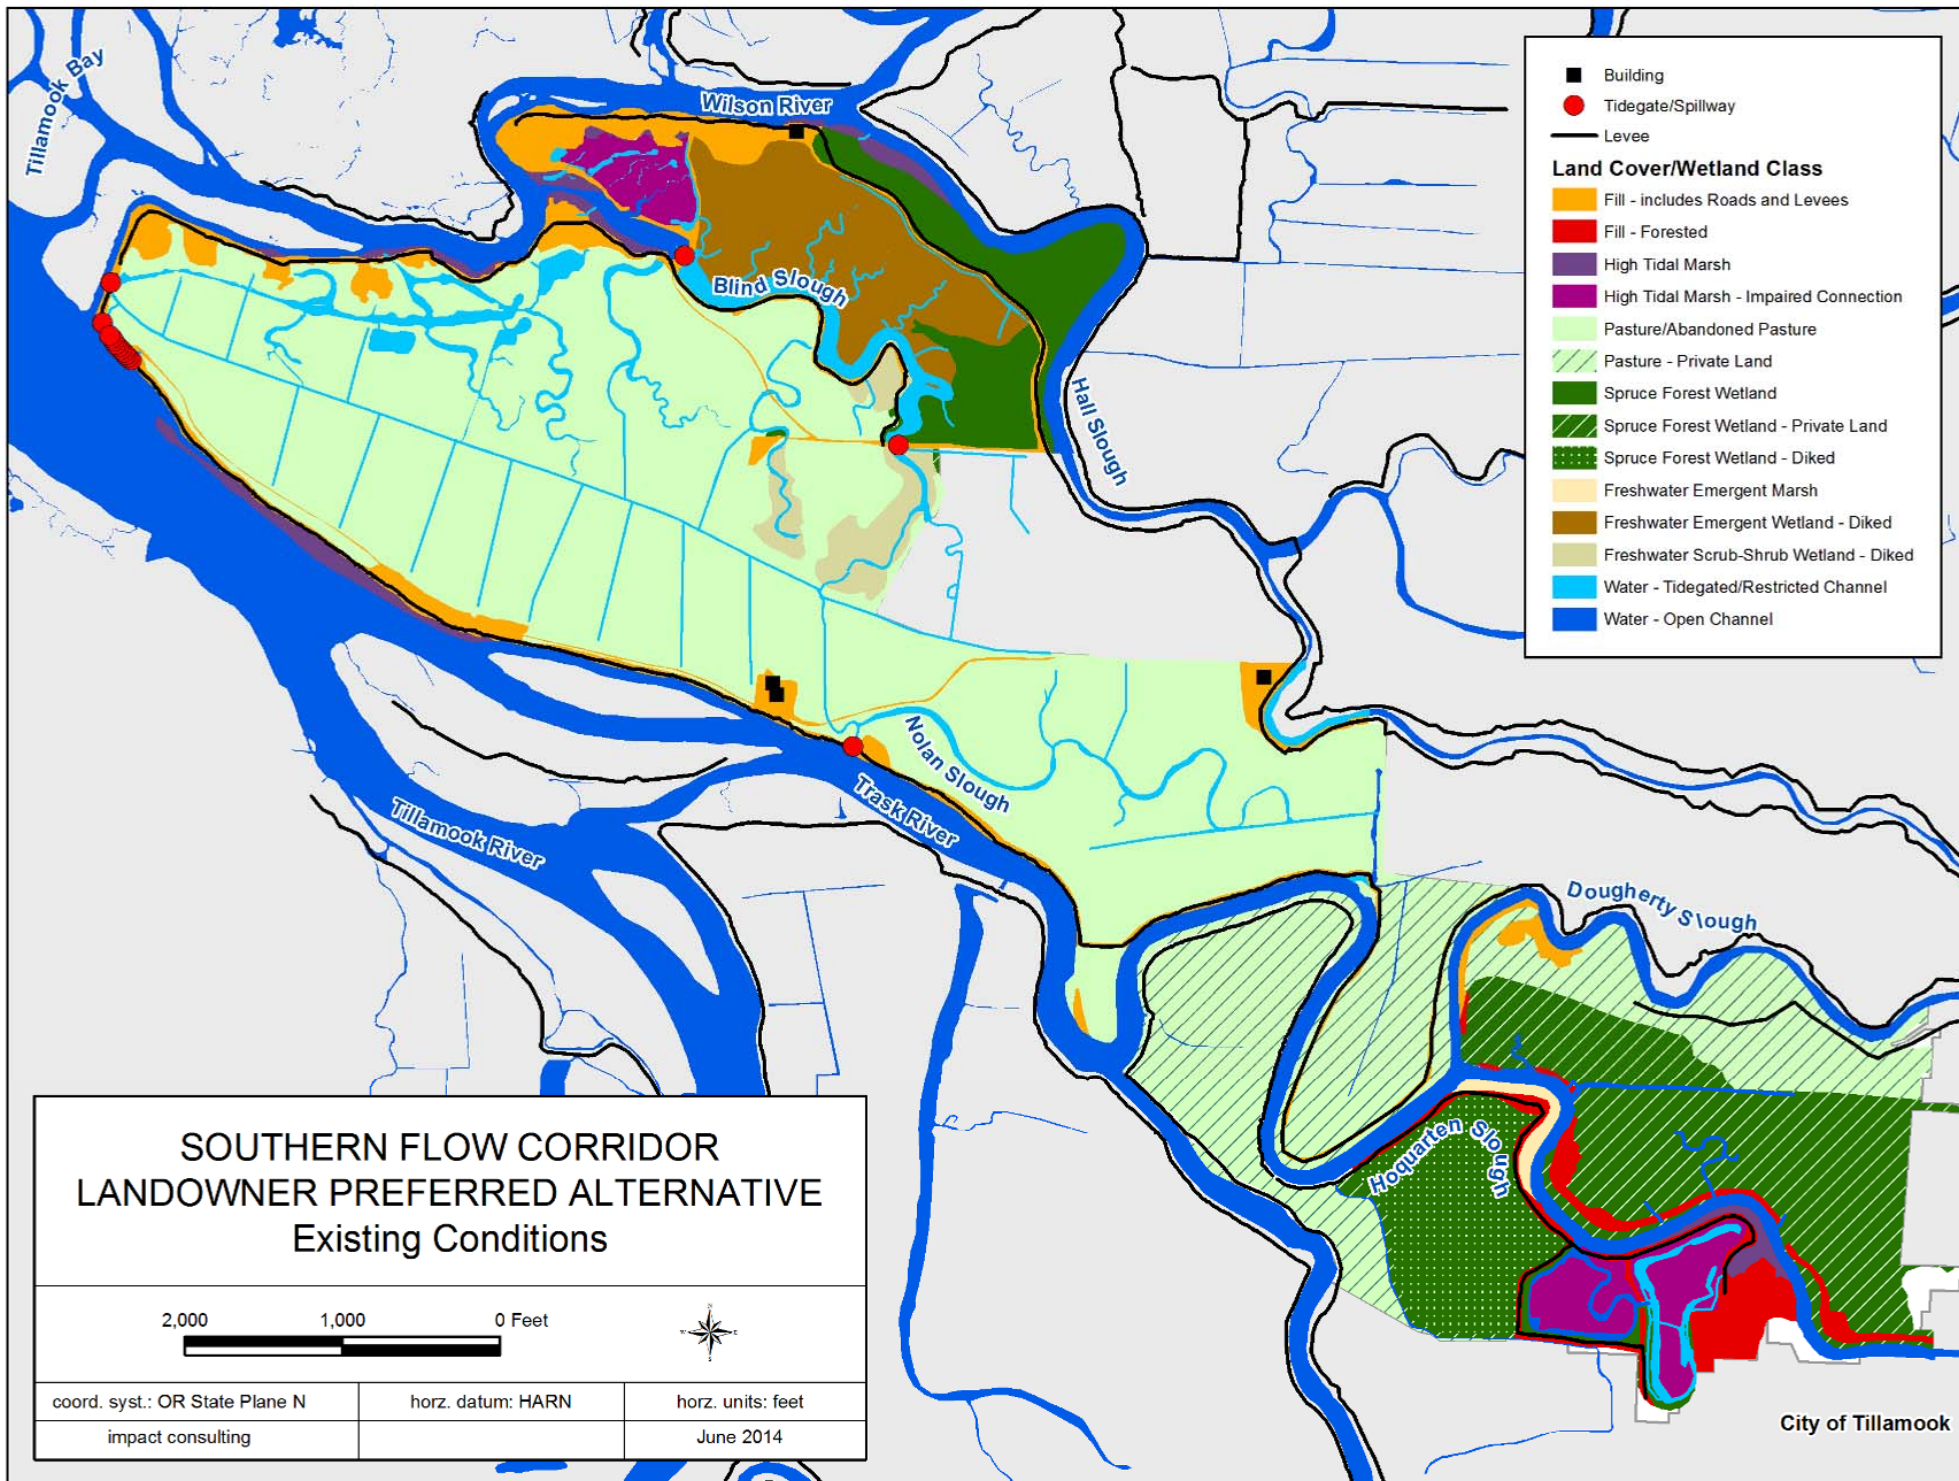 Tillamook Bay
Wilson River
Blind Slough
Hall Slough
Nolan Slough
Trask River
Tillamook River
Dougherty Slough
Hoquarten Slough
City of Tillamook
Building
Tidegate/Spillway
Levee
Land Cover/Wetland Class
Fill - includes Roads and Levees
Fill - Forested
High Tidal Marsh
High Tidal Marsh - Impaired Connection
Pasture/Abandoned Pasture
Pasture - Private Land
Spruce Forest Wetland
Spruce Forest Wetland - Private Land
Spruce Forest Wetland - Diked
Freshwater Emergent Marsh
Freshwater Emergent Wetland - Diked
Freshwater Scrub-Shrub Wetland - Diked
Water - Tidegated/Restricted Channel
Water - Open Channel
SOUTHERN FLOW CORRIDOR
LANDOWNER PREFERRED ALTERNATIVE
Existing Conditions
2,000 1,000 0 Feet
N
W E
S
coord. syst.: OR State Plane N
horz. datum: HARN
horz. units: feet
impact consulting
June 2014